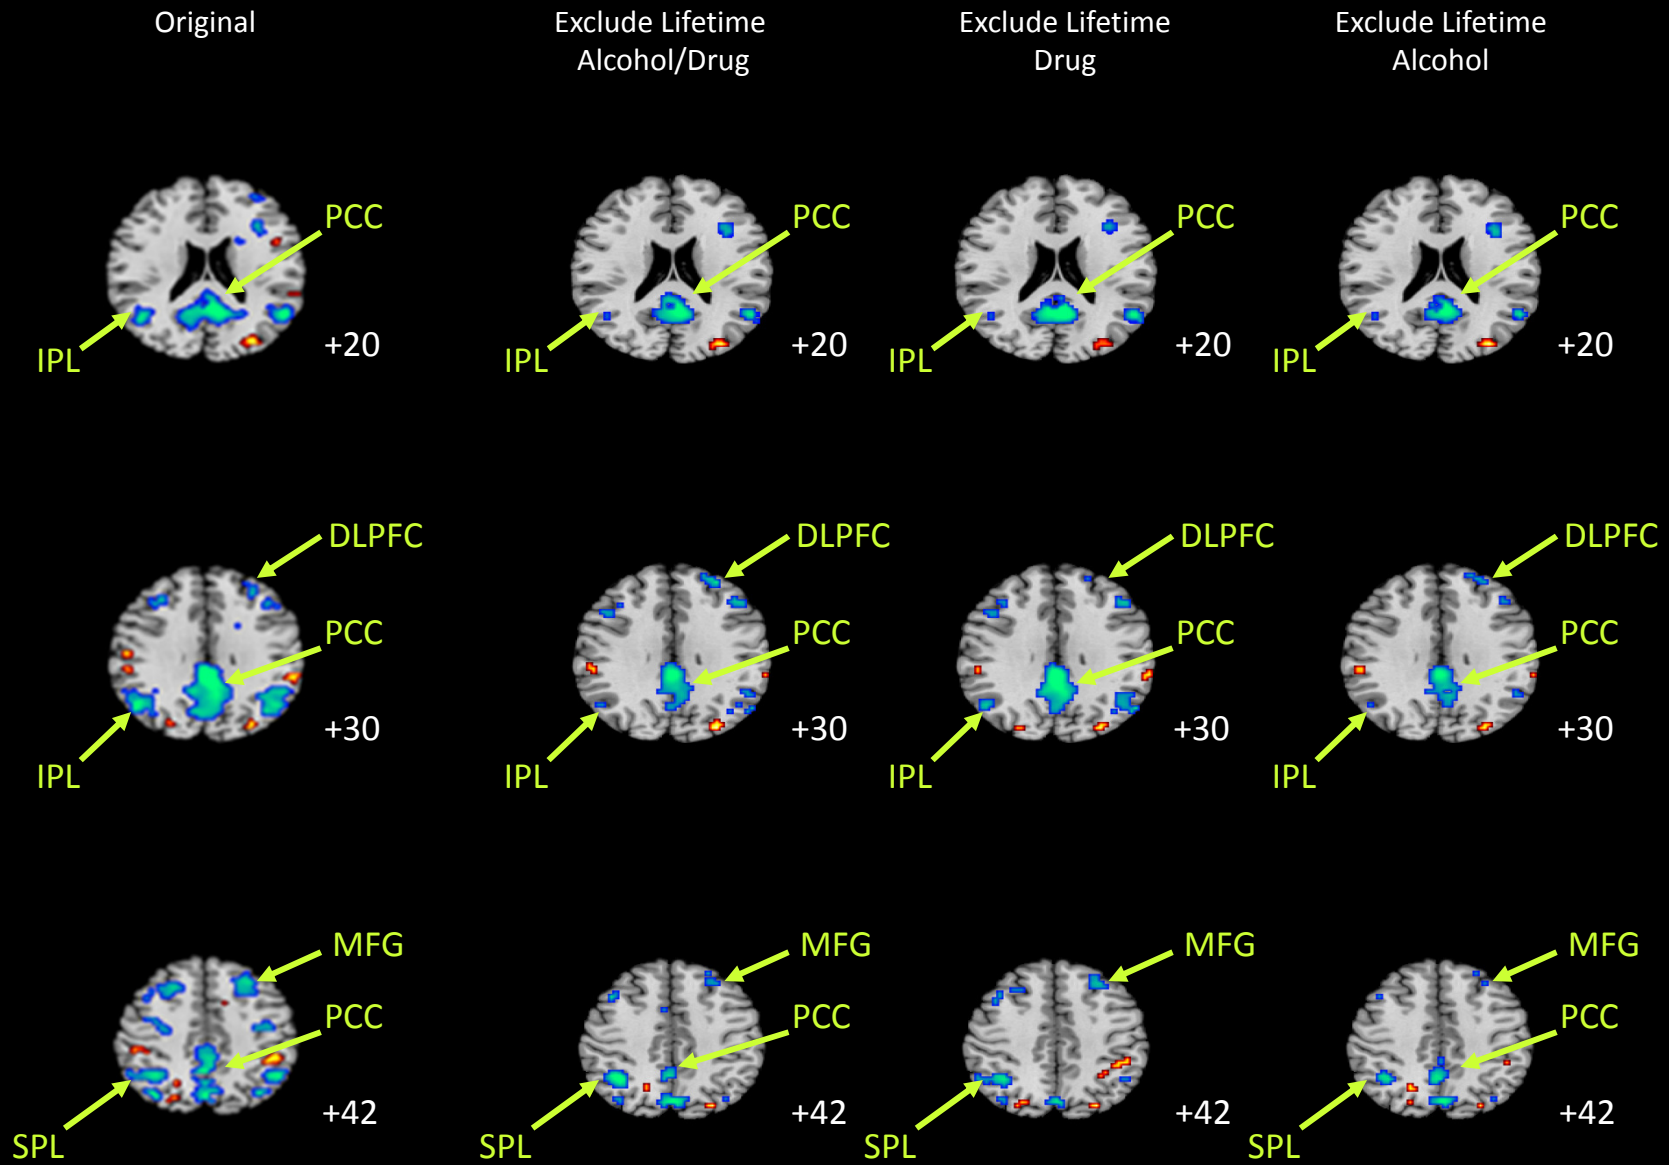 Original
Exclude Lifetime
Alcohol/Drug
Exclude Lifetime
Drug
Exclude Lifetime
Alcohol
PCC
PCC
PCC
PCC
IPL
+20
IPL
+20
IPL
+20
IPL
+20
DLPFC
DLPFC
DLPFC
DLPFC
PCC
PCC
PCC
PCC
+30
+30
+30
+30
IPL
IPL
IPL
IPL
MFG
MFG
MFG
MFG
PCC
PCC
PCC
+42
+42
+42
+42
SPL
SPL
SPL
SPL